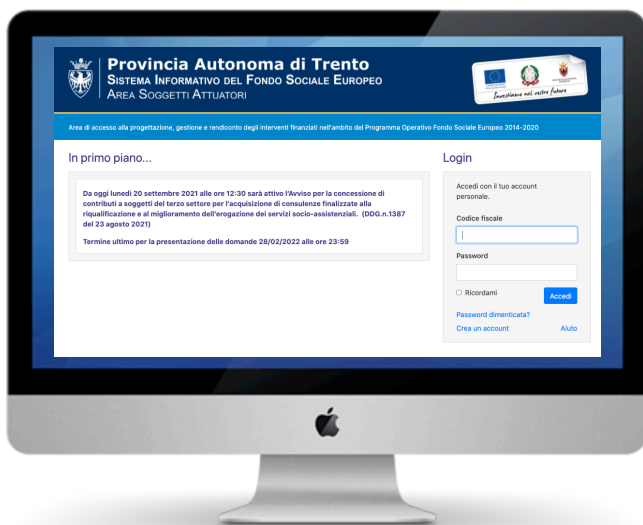 Provincia Autonoma di Trento
Sistema Informativo del Fondo Sociale Europeo
Area Soggetti Attuatori
Investiamo nel vostro futuro
Area di accesso alla progettazione, gestione e rendiconto degli interventi finanziati nell'ambito del Programma Operativo Fondo Sociale Europeo 2014-2020
In primo piano...
Da oggi lunedì 20 settembre 2021 alle ore 12:30 sarà attivo l'Avviso per la concessione di
contributi a soggetti del terzo settore per l'acquisizione di consulenze finalizzate alla
riqualificazione e al miglioramento dell'erogazione dei servizi socio-assistenziali. (DDG.n.1387
del 23 agosto 2021)
Termine ultimo per la presentazione delle domande 28/02/2022 alle ore 23:59
Login
Accedi con il tuo account
personale.
Codice fiscale
Password
Ricordami
Accedi
Password dimenticata?
Crea un account
Aiuto